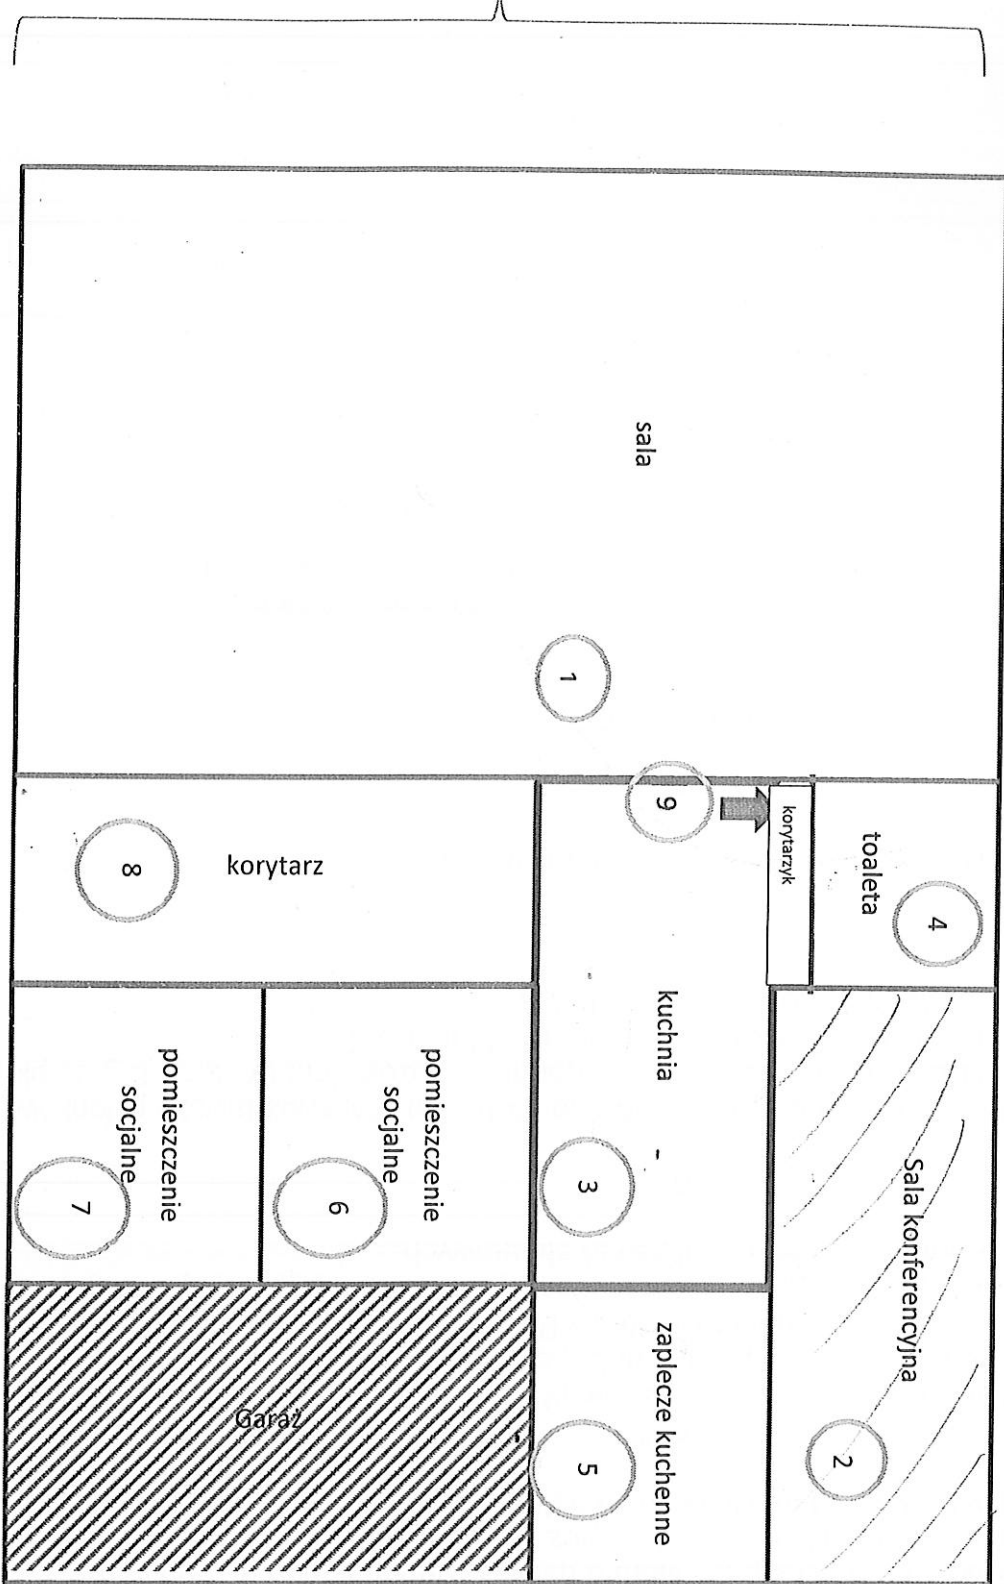 sala
1
9
korytarzyk
toaleta
4
korytarz
8
kuchnia
3
Sala konferencyjna
2
pomieszczenie
socjalne
6
pomieszczenie
socjalne
7
zaplecze kuchenne
5
Garaż